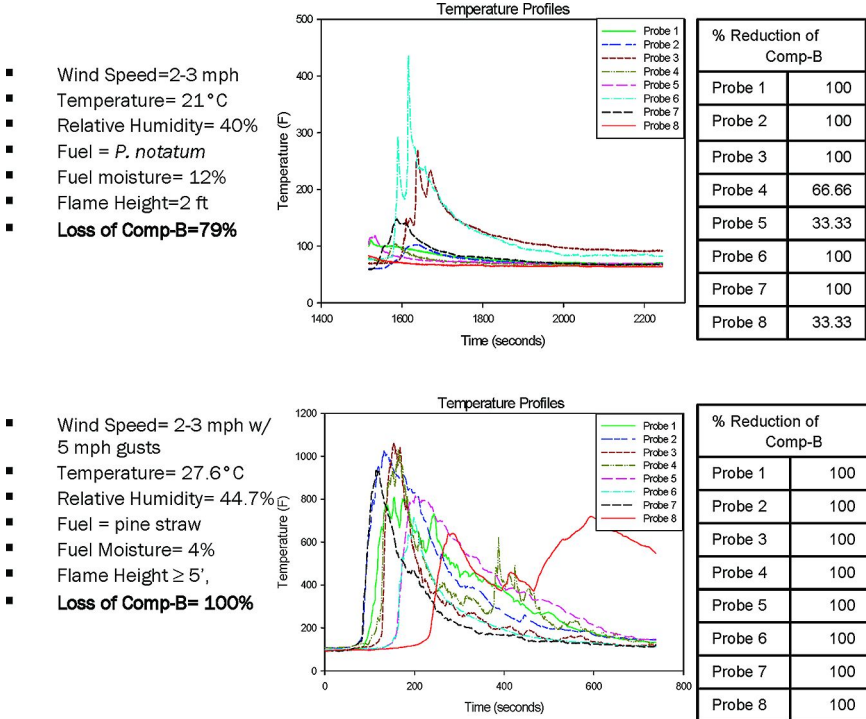 Wind Speed=2-3 mph
Temperature= 21°C
Relative Humidity= 40%
Fuel = P. notatum
Fuel moisture= 12%
Flame Height=2 ft
Loss of Comp-B=79%
Temperature Profiles
Temperature (F)
500
400
300
200
100
0
1400
1600
1800
2000
2200
Time (seconds)
Probe 1
Probe 2
Probe 3
Probe 4
Probe 5
Probe 6
Probe 7
Probe 8
% Reduction of
Comp-B
Probe 1 100
Probe 2 100
Probe 3 100
Probe 4 66.66
Probe 5 33.33
Probe 6 100
Probe 7 100
Probe 8 33.33
Wind Speed= 2-3 mph w/
5 mph gusts
Temperature= 27.6°C
Relative Humidity= 44.7%
Fuel = pine straw
Fuel Moisture= 4%
Flame Height ≥ 5’,
Loss of Comp-B= 100%
Temperature Profiles
Temperature (F)
1200
1000
800
600
400
200
0
0
200
400
600
800
Time (seconds)
Probe 1
Probe 2
Probe 3
Probe 4
Probe 5
Probe 6
Probe 7
Probe 8
% Reduction of
Comp-B
Probe 1 100
Probe 2 100
Probe 3 100
Probe 4 100
Probe 5 100
Probe 6 100
Probe 7 100
Probe 8 100